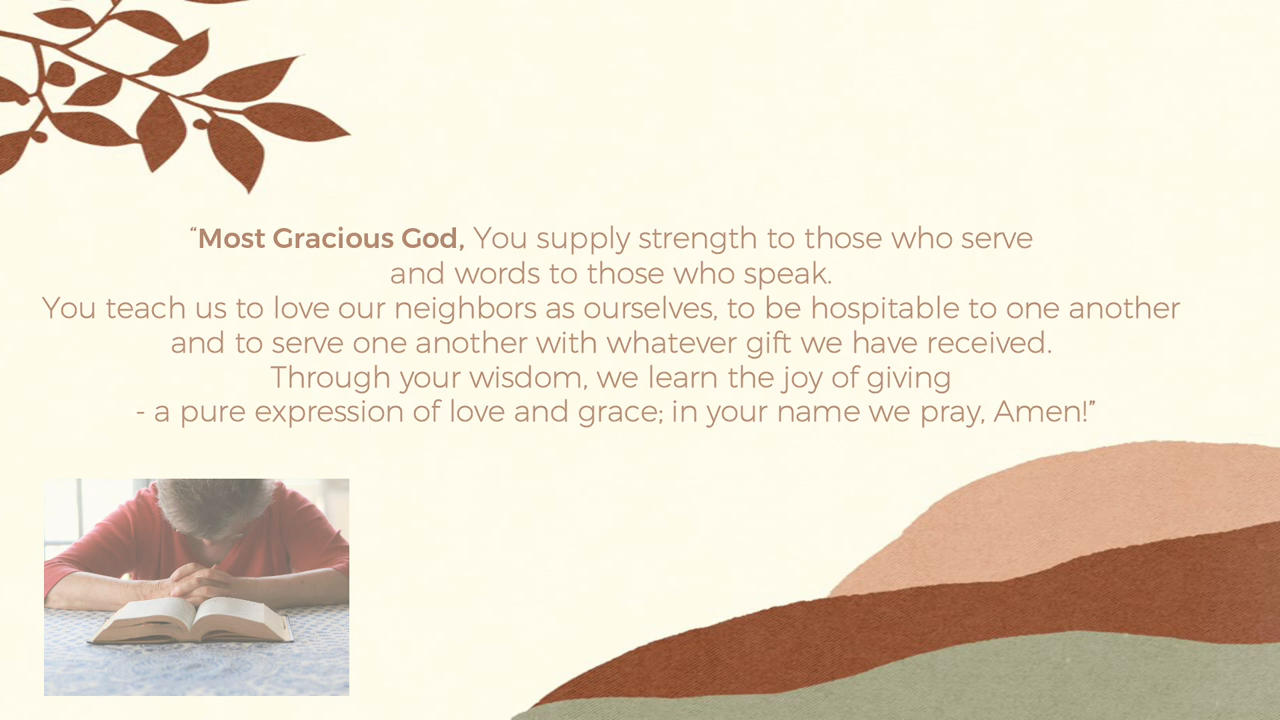 “Most Gracious God, You supply strength to those who serve
and words to those who speak.
You teach us to love our neighbors as ourselves, to be hospitable to one another
and to serve one another with whatever gift we have received.
Through your wisdom, we learn the joy of giving
- a pure expression of love and grace; in your name we pray, Amen!”